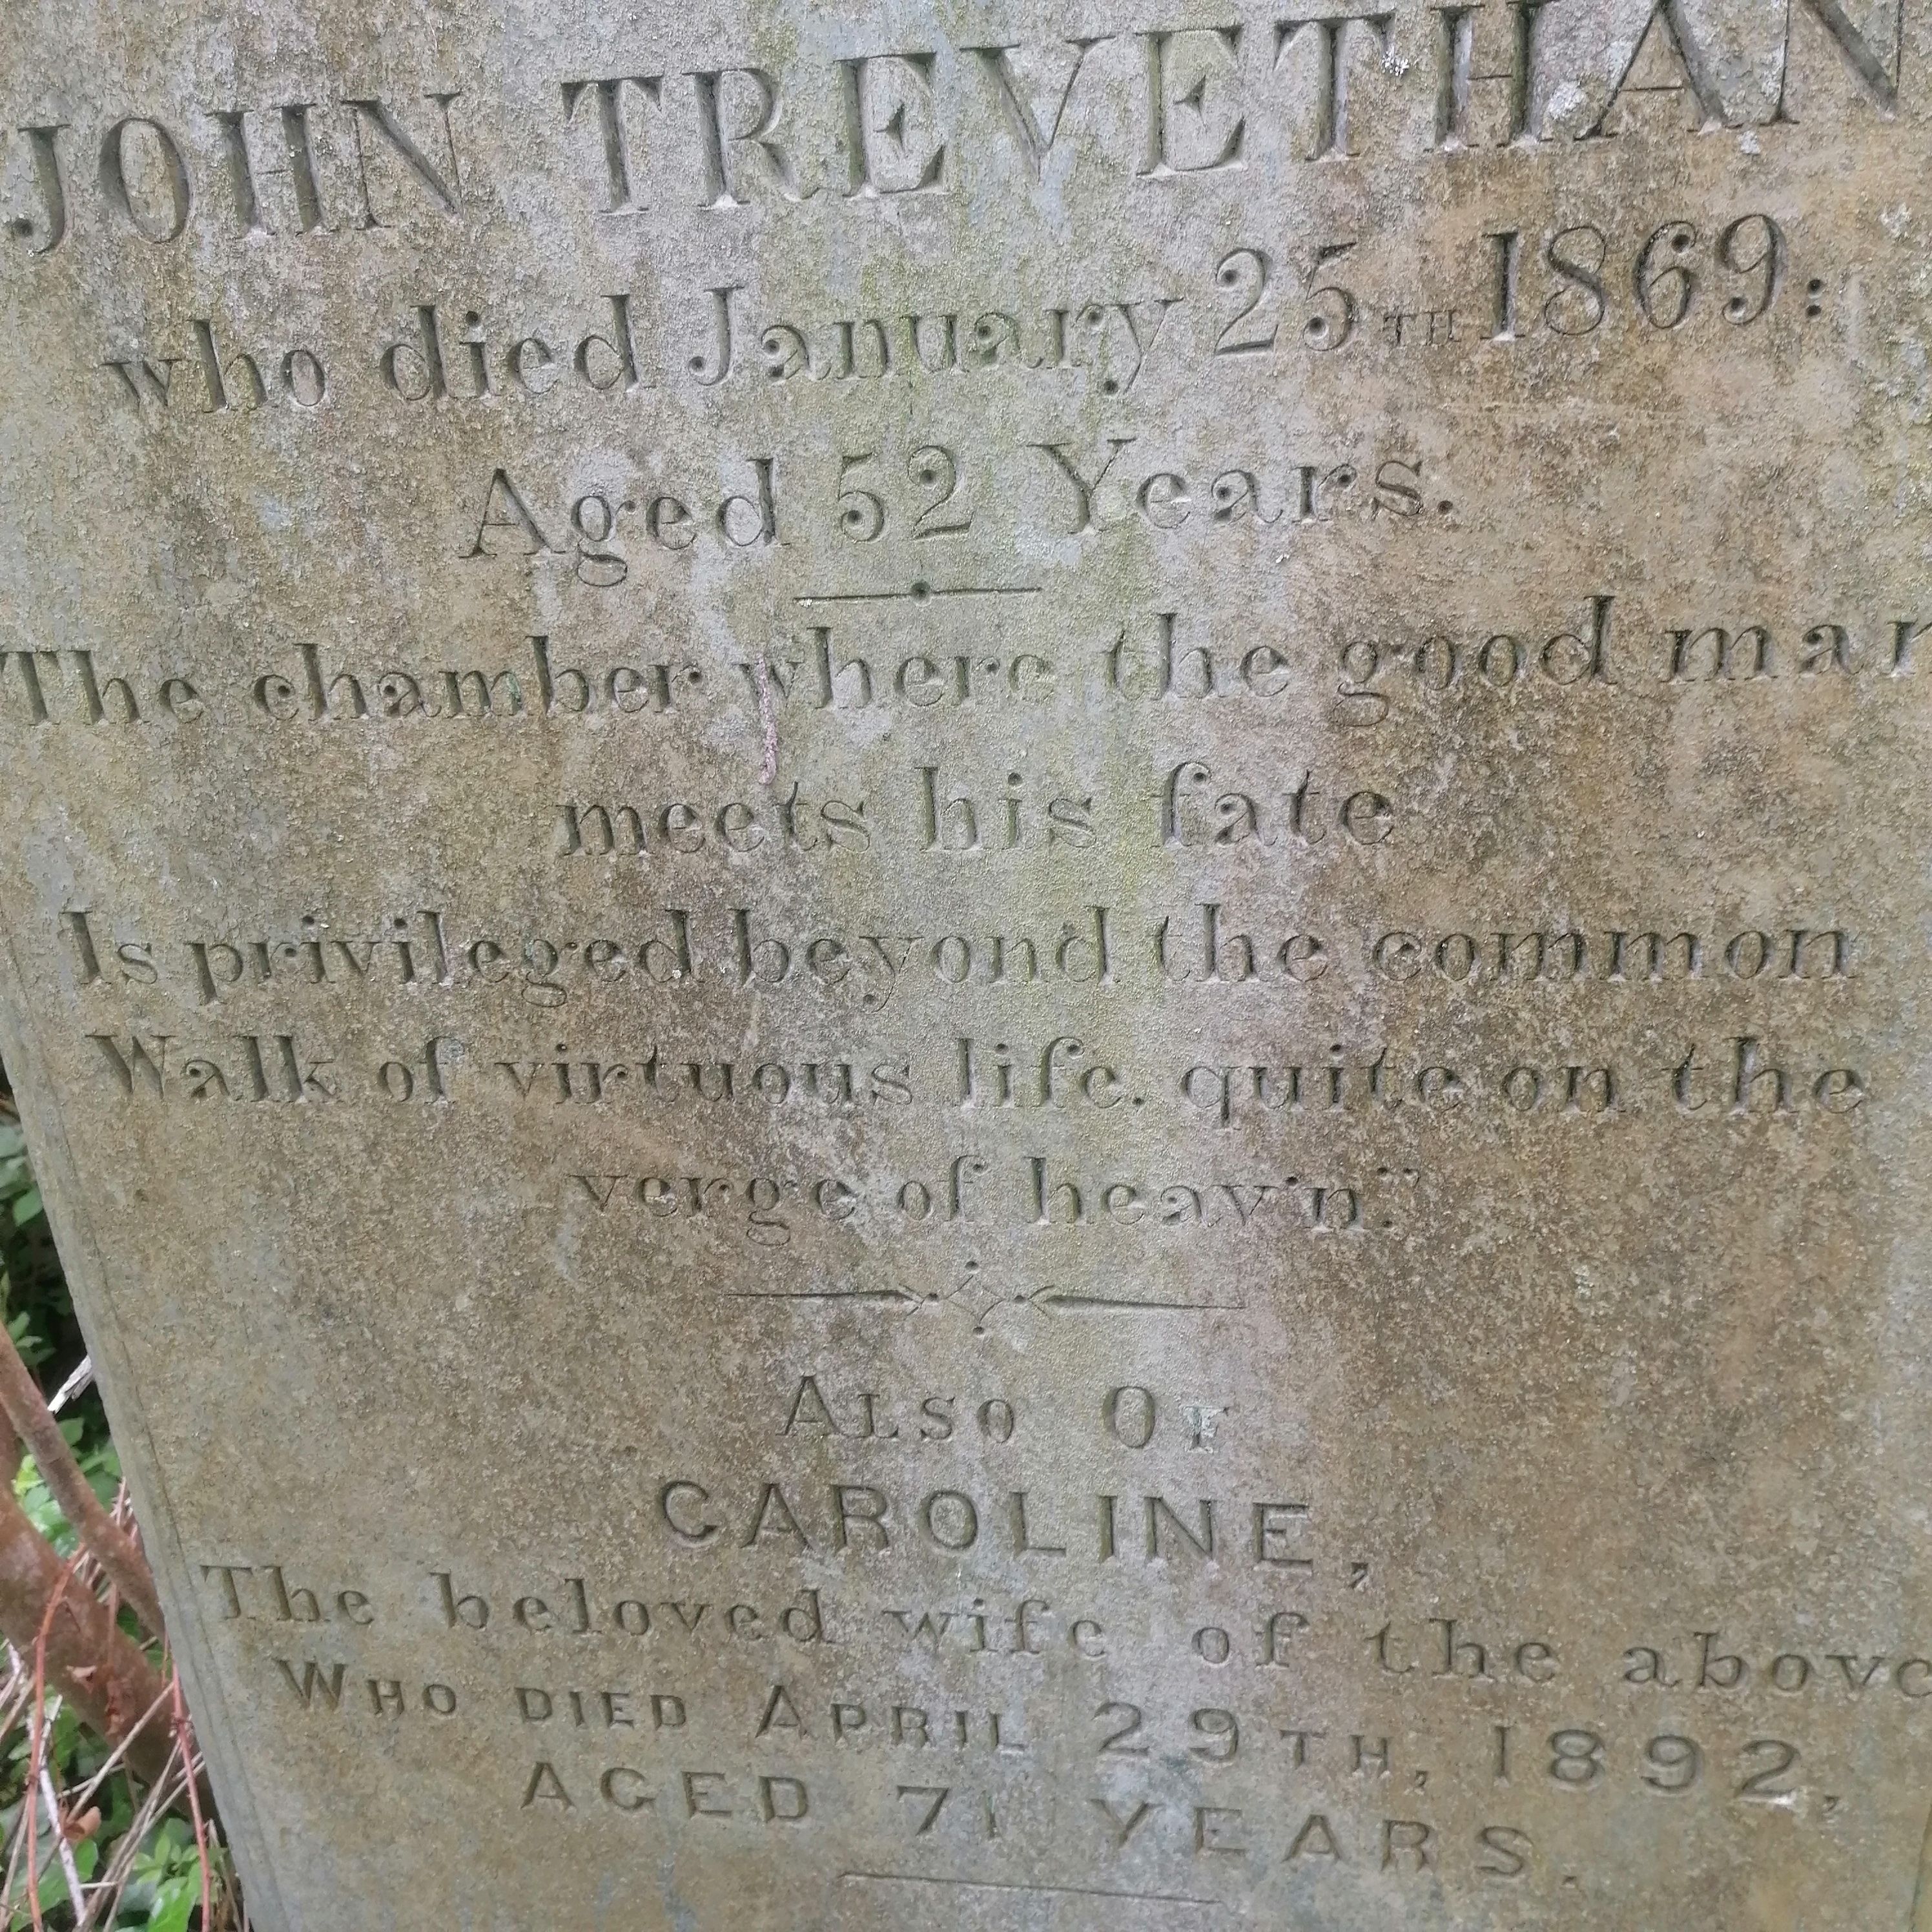 JOHN TREVETHAN
who died January 25TH 1869:
Aged 52 Years.
The chamber where the good man
meets his fate
Is privileged beyond the common
Walk of virtuous life. quite on the
verge of heav'n."
ALSO OF
CAROLINE,
The beloved wife of the above
WHO DIED APRIL 29TH, 1892,
AGED 71 YEARS.